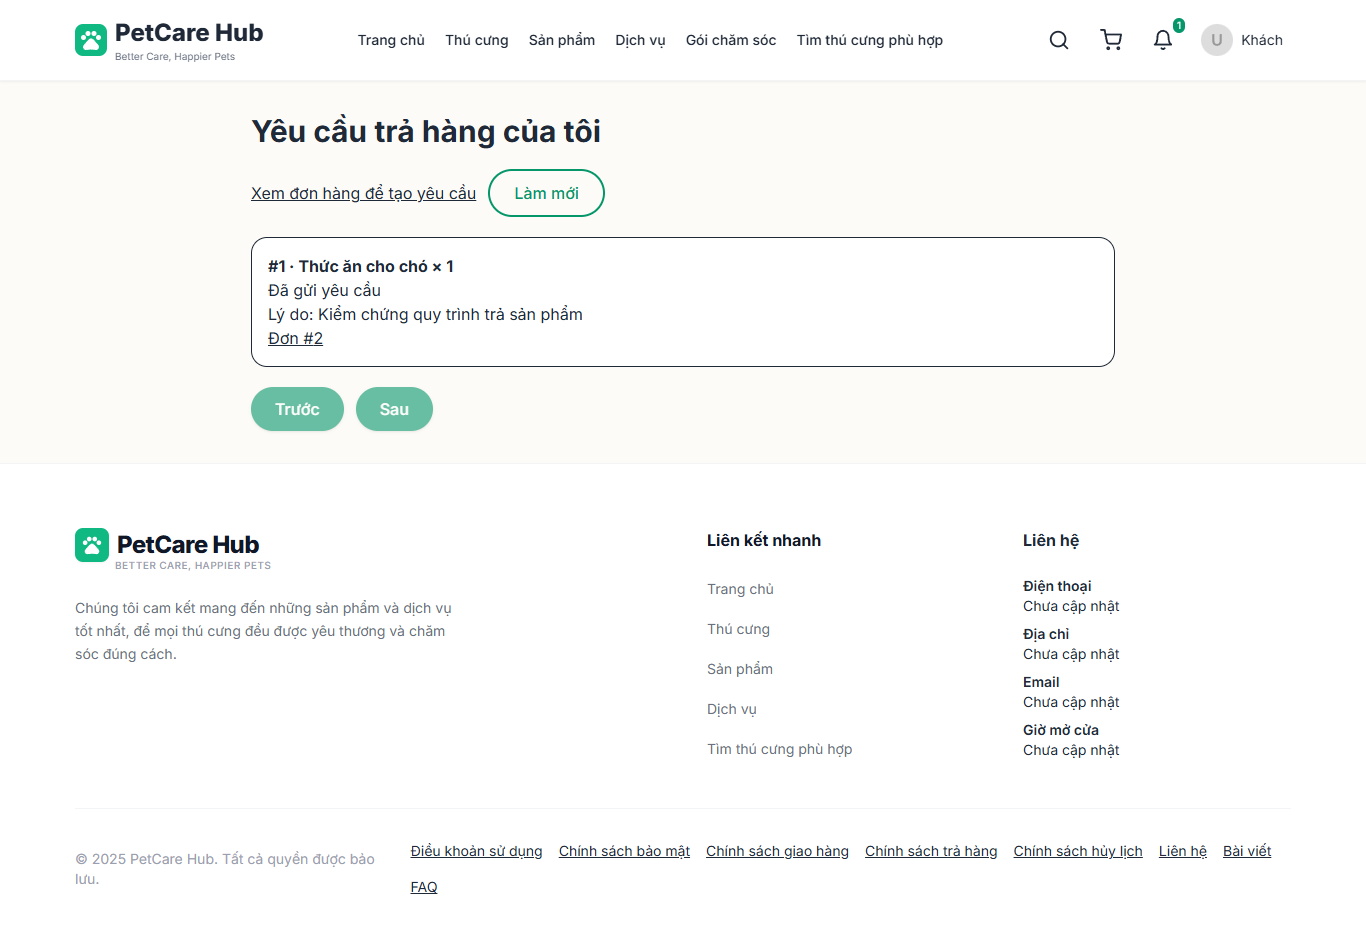 PetCare Hub
Better Care, Happier Pets
Trang chủ
Thú cưng
Sản phẩm
Dịch vụ
Gói chăm sóc
Tìm thú cưng phù hợp
1
U
Khách
Yêu cầu trả hàng của tôi
Xem đơn hàng để tạo yêu cầu
Làm mới
#1 · Thức ăn cho chó × 1
Đã gửi yêu cầu
Lý do: Kiểm chứng quy trình trả sản phẩm
Đơn #2
Trước
Sau
PetCare Hub
BETTER CARE, HAPPIER PETS
Chúng tôi cam kết mang đến những sản phẩm và dịch vụ
tốt nhất, để mọi thú cưng đều được yêu thương và chăm
sóc đúng cách.
Liên kết nhanh
Trang chủ
Thú cưng
Sản phẩm
Dịch vụ
Tìm thú cưng phù hợp
Liên hệ
Điện thoại
Chưa cập nhật
Địa chỉ
Chưa cập nhật
Email
Chưa cập nhật
Giờ mở cửa
Chưa cập nhật
© 2025 PetCare Hub. Tất cả quyền được bảo
lưu.
Điều khoản sử dụng
Chính sách bảo mật
Chính sách giao hàng
Chính sách trả hàng
Chính sách hủy lịch
Liên hệ
Bài viết
FAQ